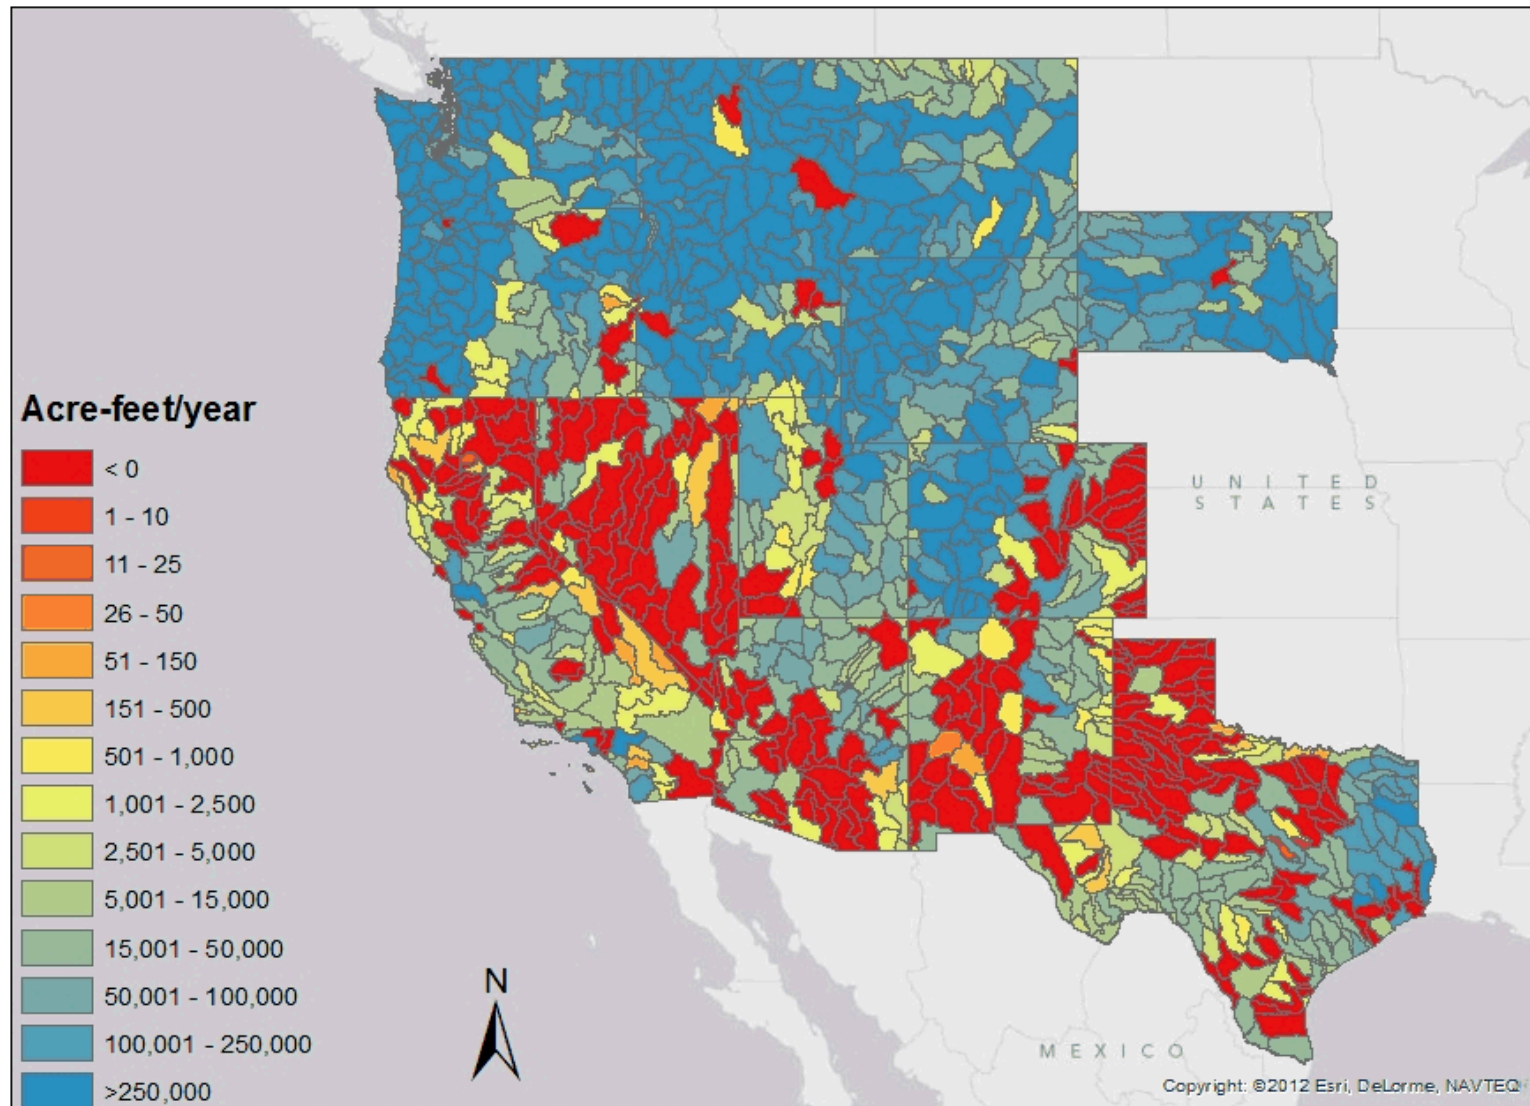 Acre-feet/year
< 0
1 - 10
11 - 25
26 - 50
51 - 150
151 - 500
501 - 1,000
1,001 - 2,500
2,501 - 5,000
5,001 - 15,000
15,001 - 50,000
50,001 - 100,000
100,001 - 250,000
>250,000
N
UNITED
STATES
MEXICO
Copyright: ©2012 Esri, DeLorme, NAVTEQ